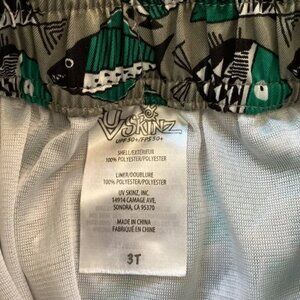 UV SKINZ
UPF 50+/FPS 50+
SHELL/EXTÉRIEUR
100% POLYESTER/POLYESTER
LINER/DOUBLURE
100% POLYESTER/POLYESTER
UV SKINZ, INC.
14914 CAMAGE AVE.
SONORA, CA 95370
MADE IN CHINA
FABRIQUÉ EN CHINE
3T